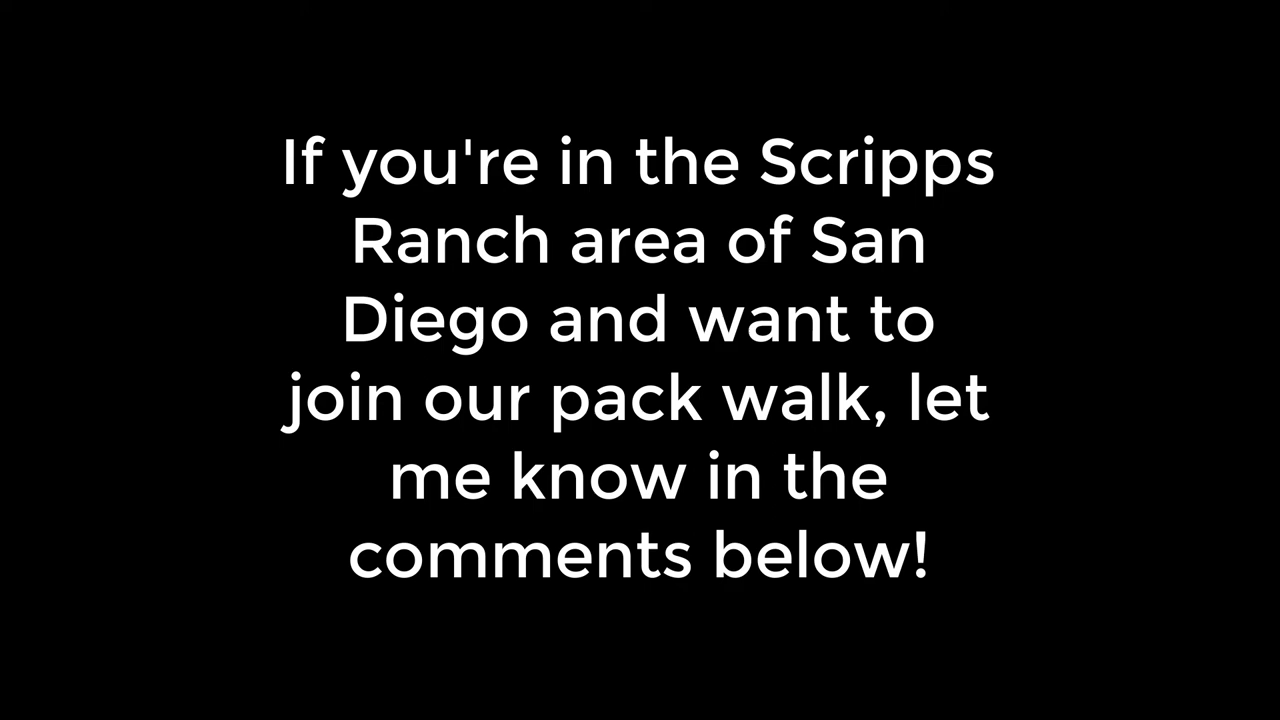 If you're in the Scripps
Ranch area of San
Diego and want to
join our pack walk, let
me know in the
comments below!